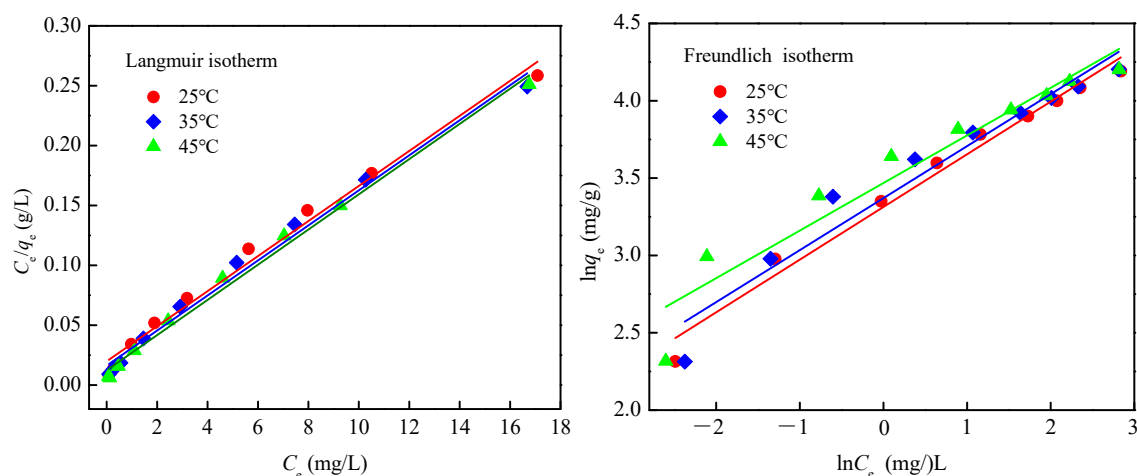 Langmuir isotherm
25℃
35℃
45℃
0.30
0.25
0.20
0.15
0.10
0.05
0.00
Cₑ/qₑ (g/L)
0 2 4 6 8 10 12 14 16 18
Cₑ (mg/L)
Freundlich isotherm
25℃
35℃
45℃
4.5
4.0
3.5
3.0
2.5
2.0
lnqₑ (mg/g)
−2 −1 0 1 2 3
lnCₑ (mg/)L